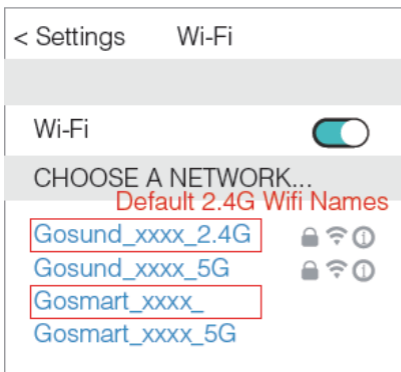 < Settings Wi-Fi
Wi-Fi
CHOOSE A NETWORK...
Default 2.4G Wifi Names
Gosund_xxxx_2.4G
Gosund_xxxx_5G
Gosmart_xxxx_
Gosmart_xxxx_5G